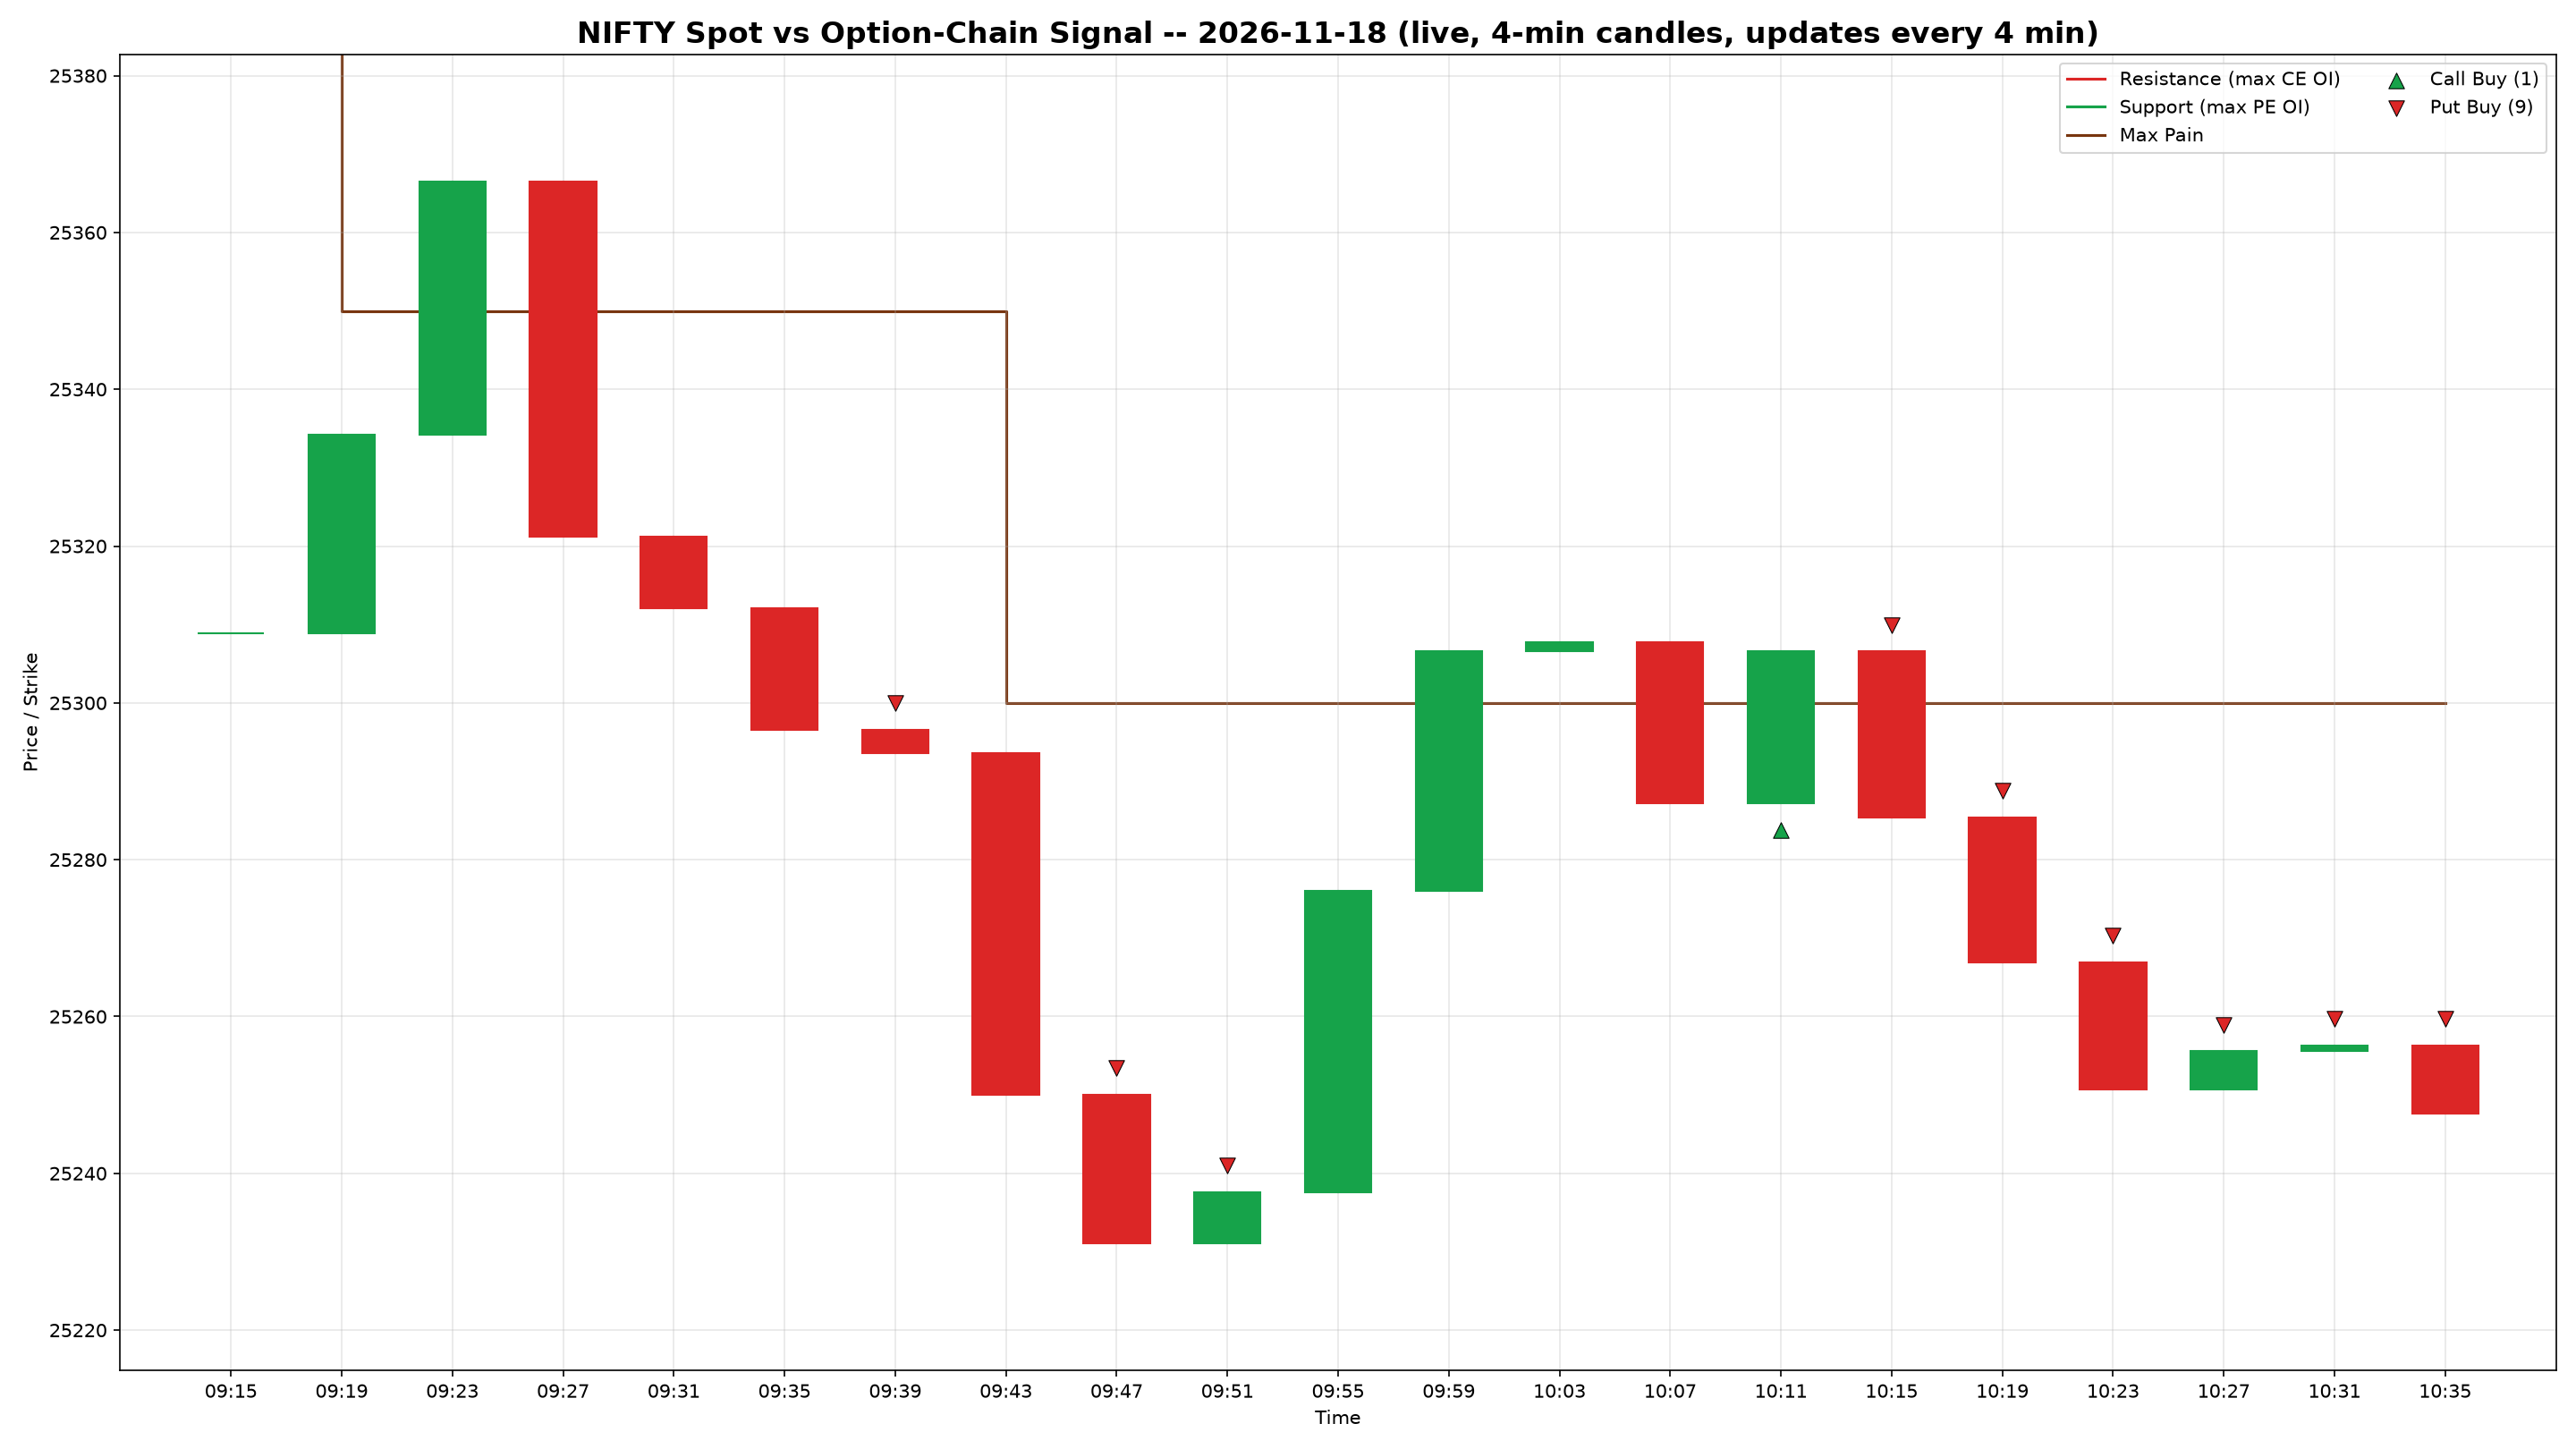 NIFTY Spot vs Option-Chain Signal -- 2026-11-18 (live, 4-min candles, updates every 4 min)
Resistance (max CE OI)
Support (max PE OI)
Max Pain
Call Buy (1)
Put Buy (9)
Price / Strike
25380
25360
25340
25320
25300
25280
25260
25240
25220
09:15 09:19 09:23 09:27 09:31 09:35 09:39 09:43 09:47 09:51 09:55 09:59 10:03 10:07 10:11 10:15 10:19 10:23 10:27 10:31 10:35
Time